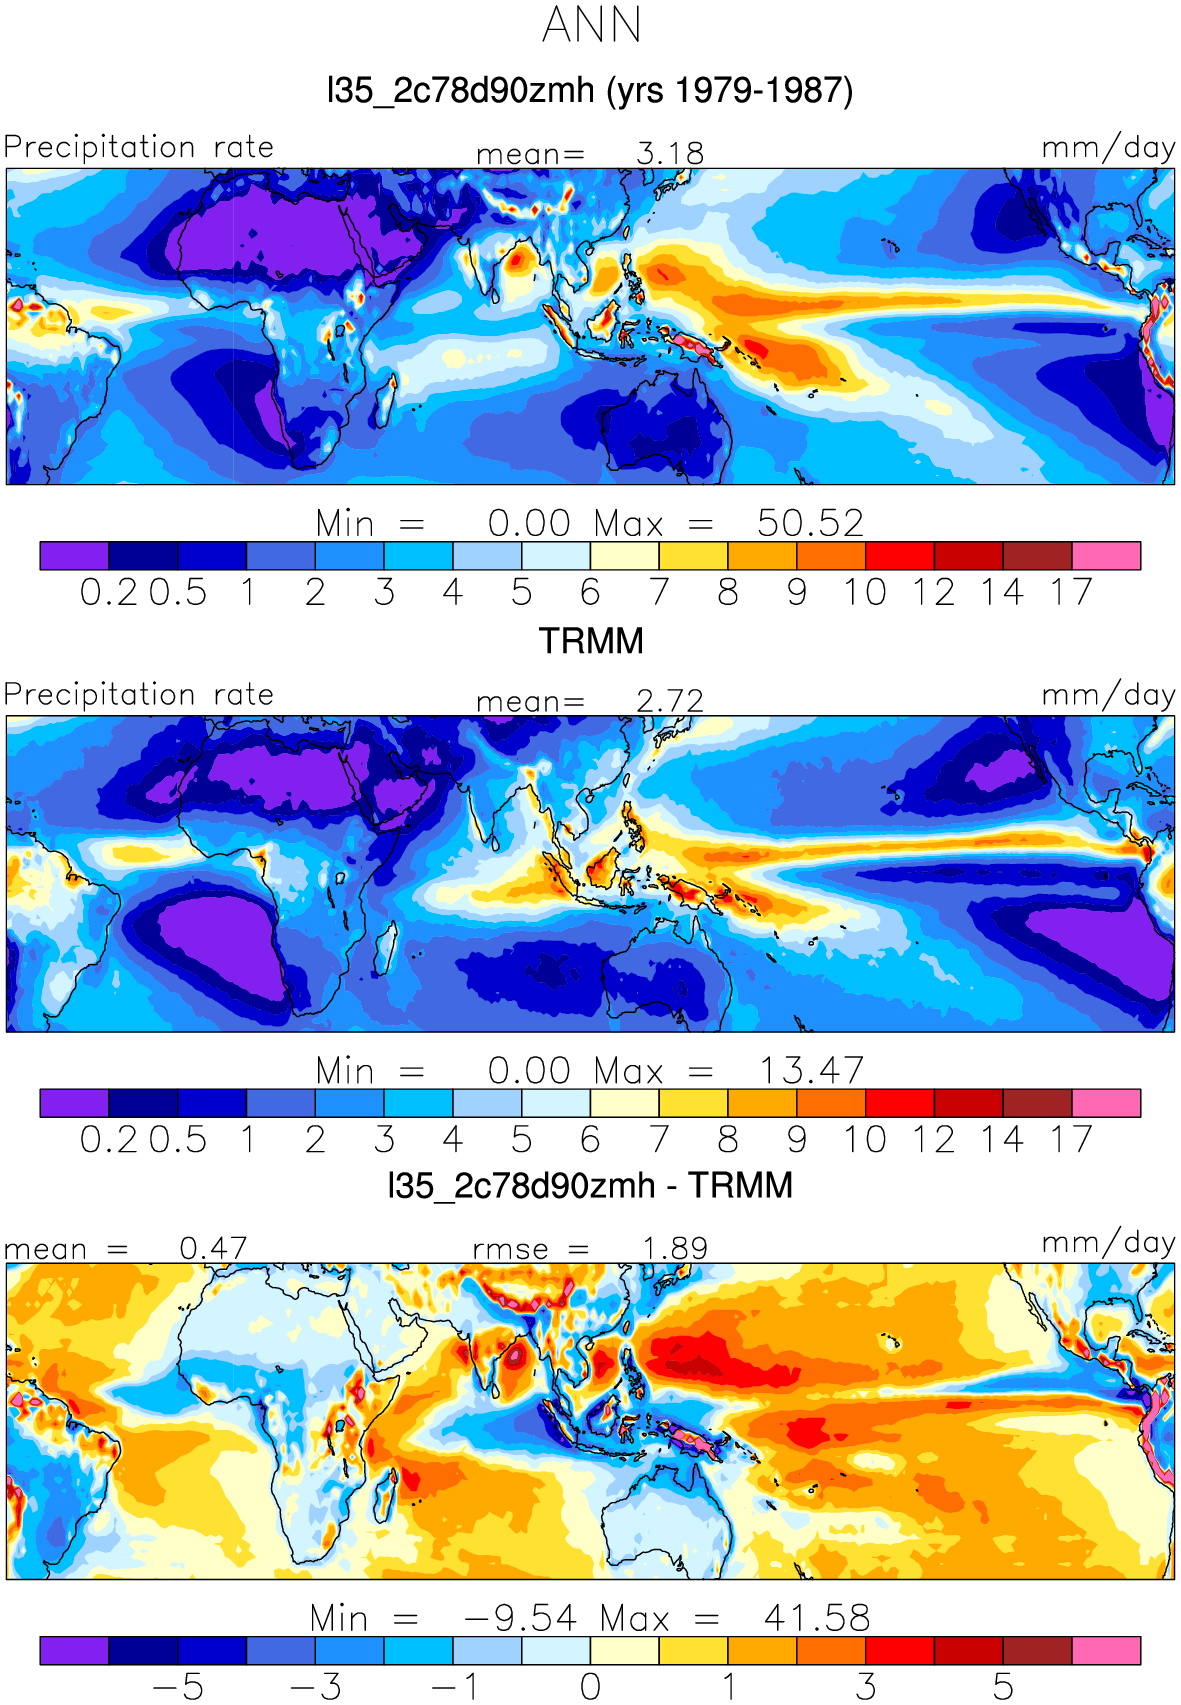 ANN
l35_2c78d90zmh (yrs 1979-1987)
Precipitation rate mean= 3.18 mm/day
Min = 0.00 Max = 50.52
0.2 0.5 1 2 3 4 5 6 7 8 9 10 12 14 17
TRMM
Precipitation rate mean= 2.72 mm/day
Min = 0.00 Max = 13.47
0.2 0.5 1 2 3 4 5 6 7 8 9 10 12 14 17
l35_2c78d90zmh - TRMM
mean = 0.47 rmse = 1.89 mm/day
Min = -9.54 Max = 41.58
-5 -3 -1 0 1 3 5